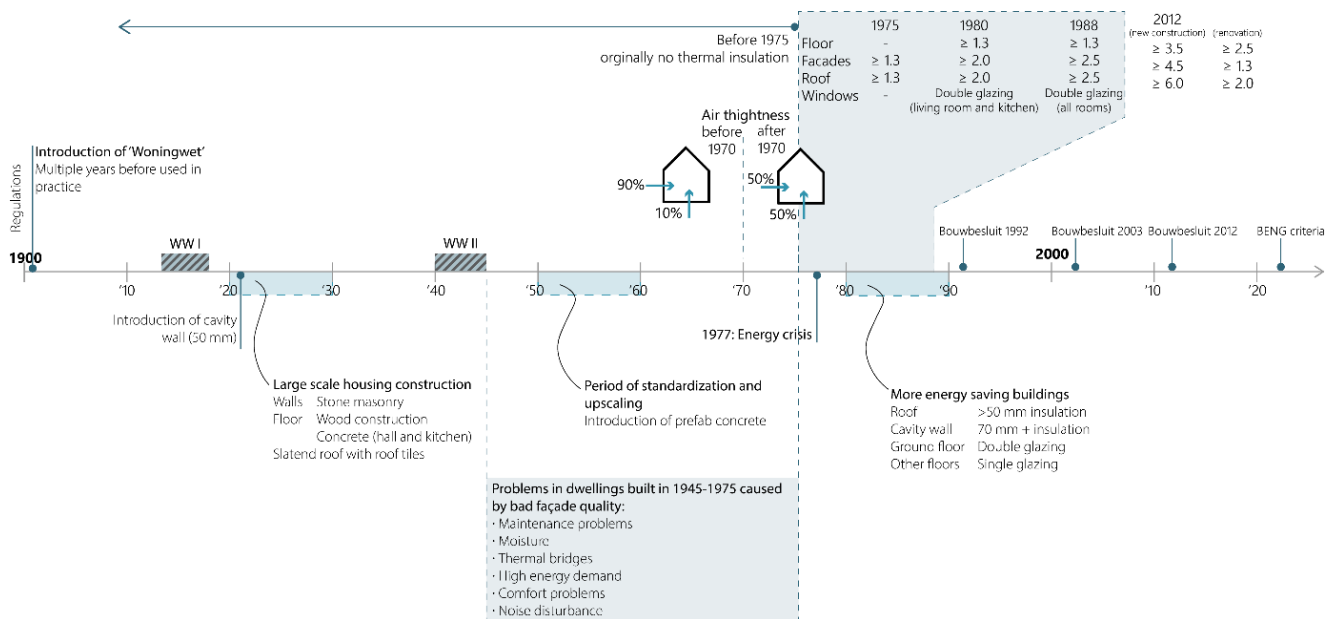 Before 1975
orginally no thermal insulation
1975 1980 1988 2012
(new construction) (renovation)
Floor - ≥ 1.3 ≥ 1.3 ≥ 3.5 ≥ 2.5
Facades ≥ 1.3 ≥ 2.0 ≥ 2.5 ≥ 4.5 ≥ 1.3
Roof ≥ 1.3 ≥ 2.0 ≥ 2.5 ≥ 6.0 ≥ 2.0
Windows - Double glazing Double glazing
(living room and kitchen) (all rooms)
Air thightness
before after
1970 1970
90% 50%
10% 50%
Regulations
Introduction of 'Woningwet'
Multiple years before used in
practice
WW I WW II
Bouwbesluit 1992 Bouwbesluit 2003 Bouwbesluit 2012 BENG criteria
1900 2000
'10 '20 '30 '40 '50 '60 '70 '80 '90 '10 '20
Introduction of cavity
wall (50 mm)
1977: Energy crisis
Large scale housing construction
Walls Stone masonry
Floor Wood construction
Concrete (hall and kitchen)
Slatend roof with roof tiles
Period of standardization and
upscaling
Introduction of prefab concrete
More energy saving buildings
Roof >50 mm insulation
Cavity wall 70 mm + insulation
Ground floor Double glazing
Other floors Single glazing
Problems in dwellings built in 1945-1975 caused
by bad façade quality:
· Maintenance problems
· Moisture
· Thermal bridges
· High energy demand
· Comfort problems
· Noise disturbance